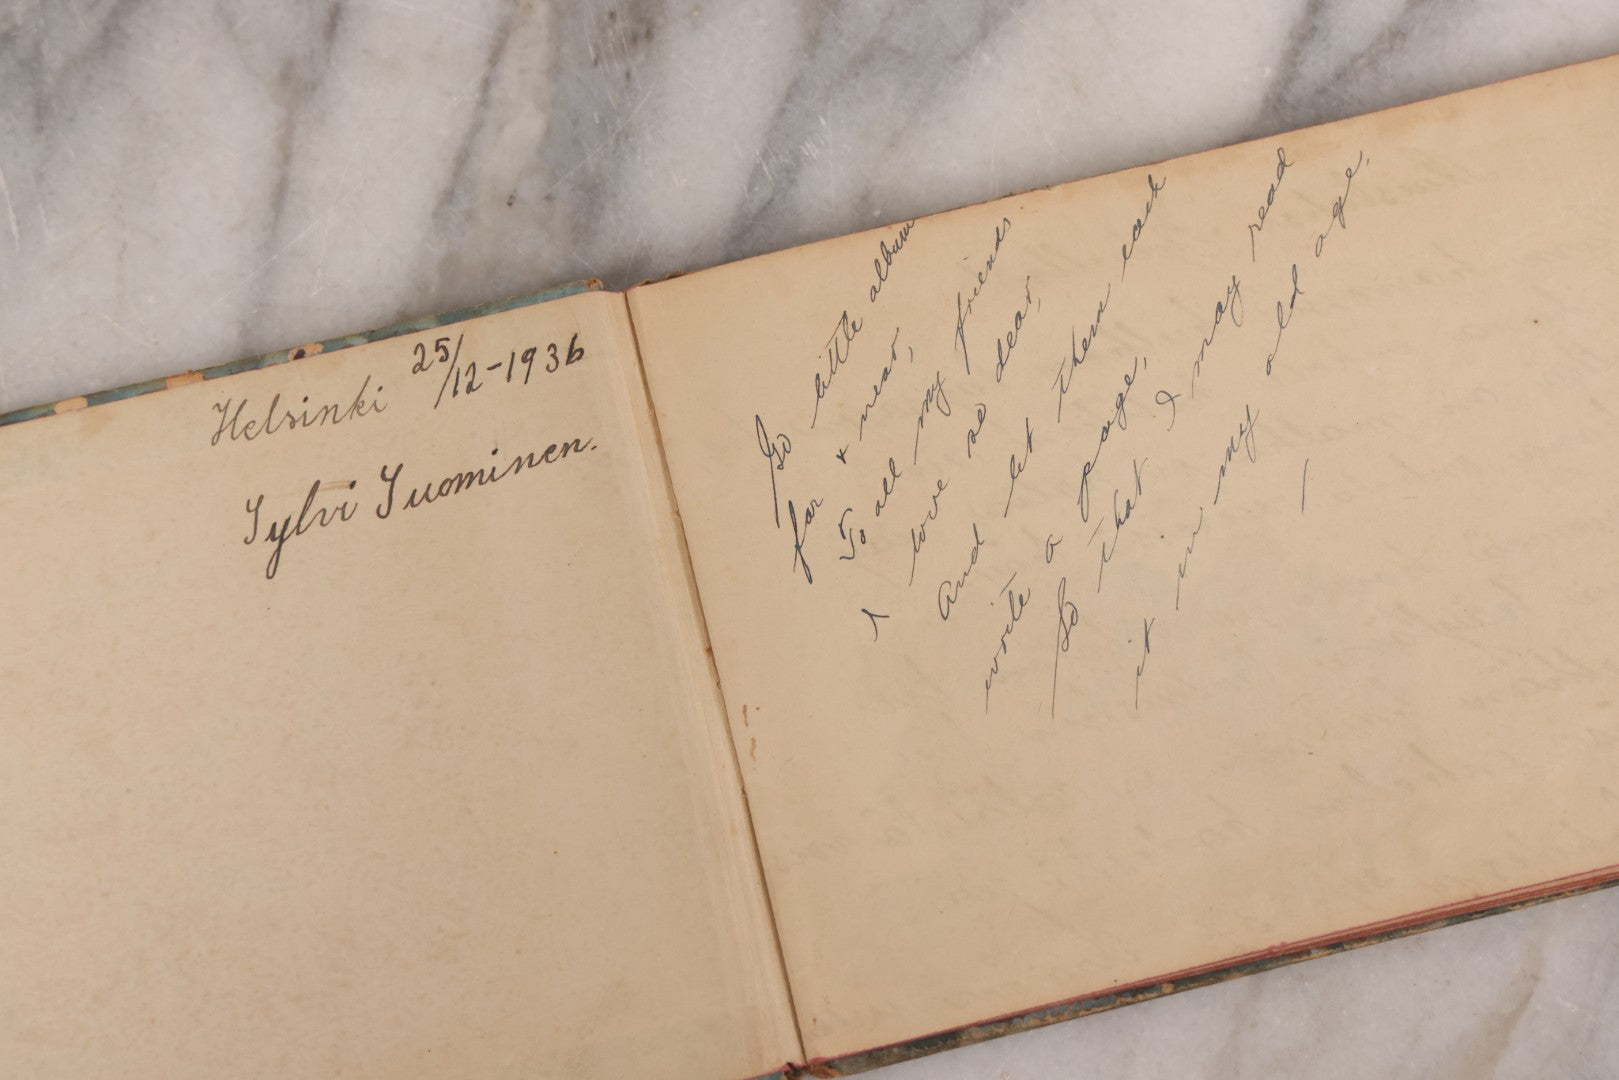 Helsinki 25/12-1936
Sylvi Suominen.
Go little album
far + near,
To all my friends
I love so dear,
And let them each
write a page,
So that I may read
it in my old age.